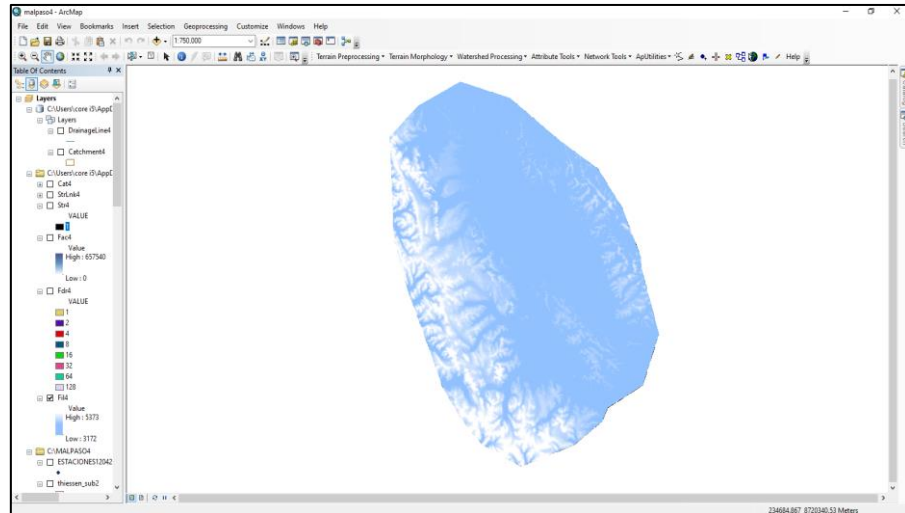 malpaso4 - ArcMap
File Edit View Bookmarks Insert Selection Geoprocessing Customize Windows Help
1:750,000
Terrain Preprocessing Terrain Morphology Watershed Processing Attribute Tools Network Tools ApUtilities Help
Table Of Contents
Layers
C:\Users\core i5\AppD
Layers
DrainageLine4
Catchment4
C:\Users\core i5\AppD
Cat4
StrLnk4
Str4
VALUE
1
Fac4
Value
High : 657540
Low : 0
Fdr4
VALUE
1
2
4
8
16
32
64
128
Fil4
Value
High : 5373
Low : 3172
C:\MALPASO4
ESTACIONES12042
thiessen_sub2
234684.867 8720340.53 Meters